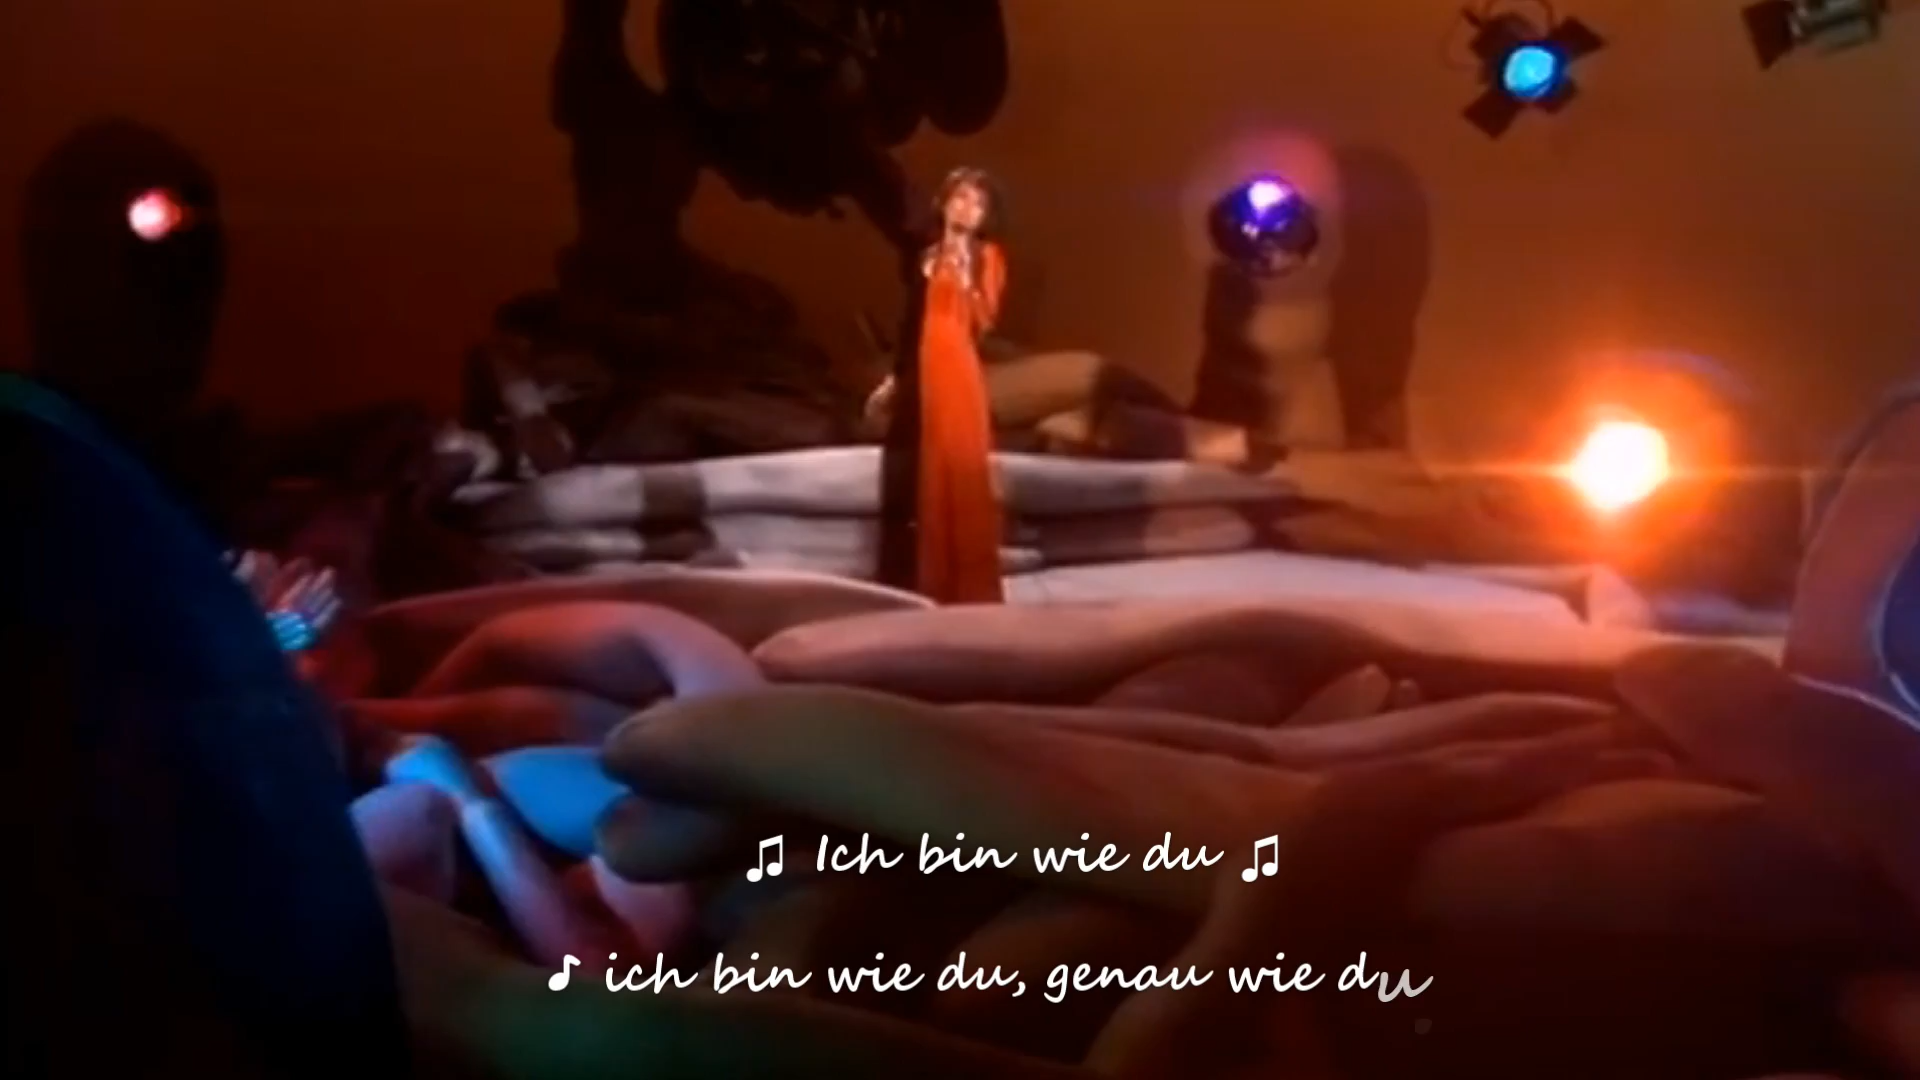 ♫ Ich bin wie du ♫
♪ ich bin wie du, genau wie du